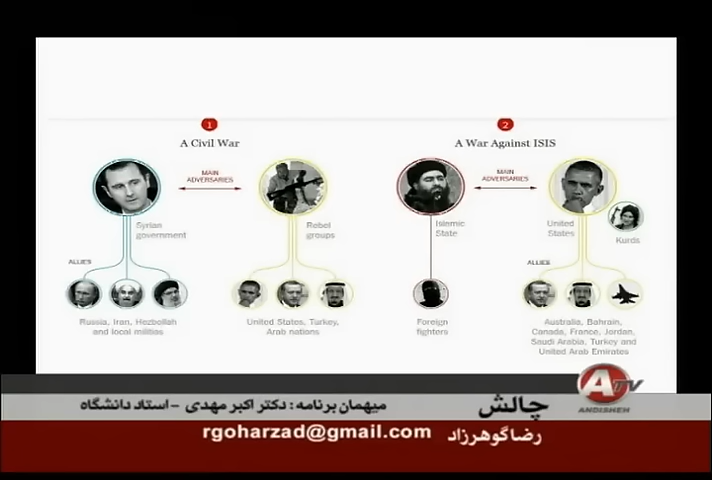 1
A Civil War
MAIN
ADVERSARIES
Syrian
government
Rebel
groups
ALLIES
Russia, Iran, Hezbollah
and local militias
United States, Turkey,
Arab nations
2
A War Against ISIS
MAIN
ADVERSARIES
Islamic
State
United
States
Kurds
ALLIES
Foreign
fighters
Australia, Bahrain,
Canada, France, Jordan,
Saudi Arabia, Turkey and
United Arab Emirates
ATV
ANDISHEH
چالش
میهمان برنامه : دکتر اکبر مهدی - استاد دانشگاه
رضا گوهرزاد
rgoharzad@gmail.com